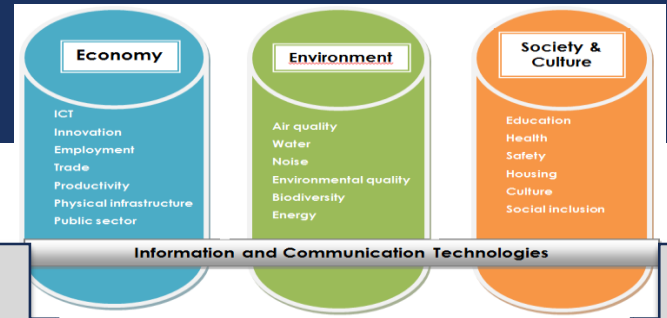 Economy
ICT
Innovation
Employment
Trade
Productivity
Physical infrastructure
Public sector
Environment
Air quality
Water
Noise
Environmental quality
Biodiversity
Energy
Society &
Culture
Education
Health
Safety
Housing
Culture
Social inclusion
Information and Communication Technologies